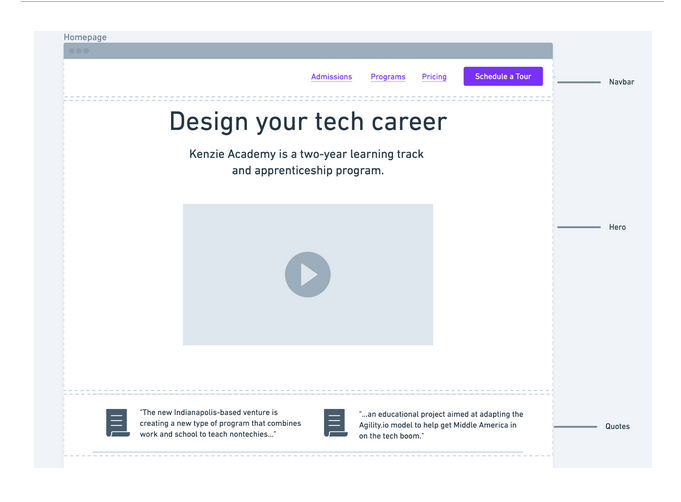 Homepage
Admissions Programs Pricing Schedule a Tour
Navbar
Design your tech career
Kenzie Academy is a two-year learning track
and apprenticeship program.
Hero
"The new Indianapolis-based venture is
creating a new type of program that combines
work and school to teach nontechies..."
"...an educational project aimed at adapting the
Agility.io model to help get Middle America in
on the tech boom."
Quotes